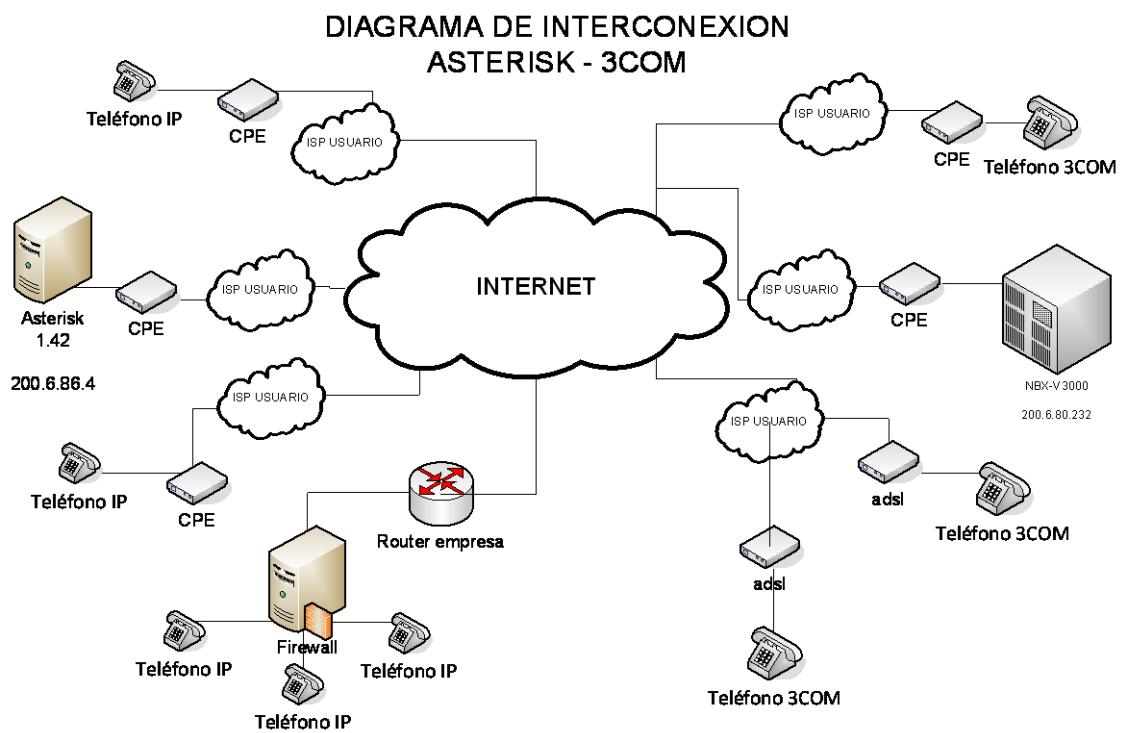 DIAGRAMA DE INTERCONEXION
ASTERISK - 3COM
Teléfono IP
CPE
ISP USUARIO
ISP USUARIO
CPE
Teléfono 3COM
Asterisk
1.42
200.6.86.4
CPE
ISP USUARIO
INTERNET
ISP USUARIO
CPE
NBX-V3000
200.6.80.232
ISP USUARIO
Teléfono IP
CPE
Router empresa
ISP USUARIO
adsl
Teléfono 3COM
adsl
Teléfono 3COM
Firewall
Teléfono IP
Teléfono IP
Teléfono IP